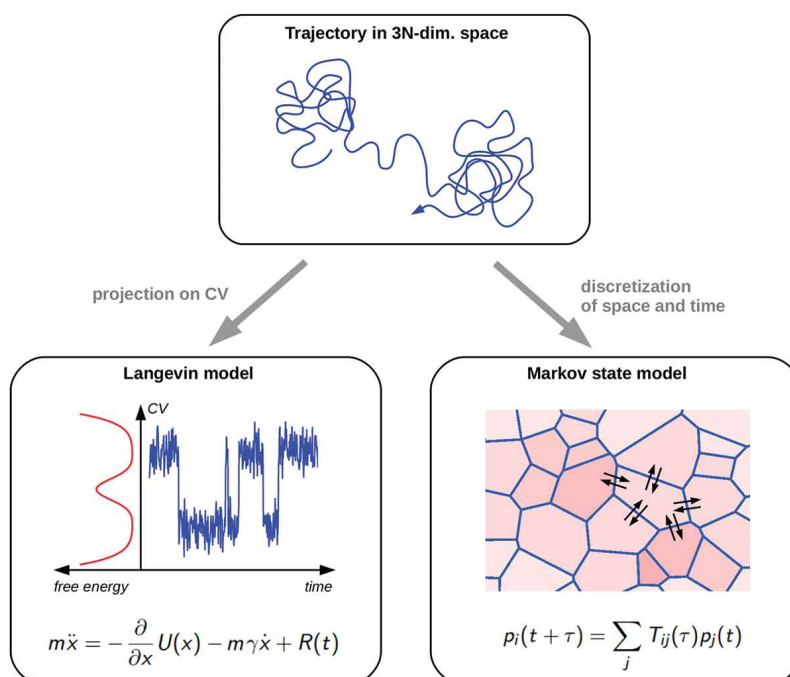 Trajectory in 3N-dim. space
projection on CV
discretization
of space and time
Langevin model
CV
free energy
time
mẍ = − ∂/∂x U(x) − mγẋ + R(t)
Markov state model
p_i(t + τ) = ∑_j T_ij(τ)p_j(t)